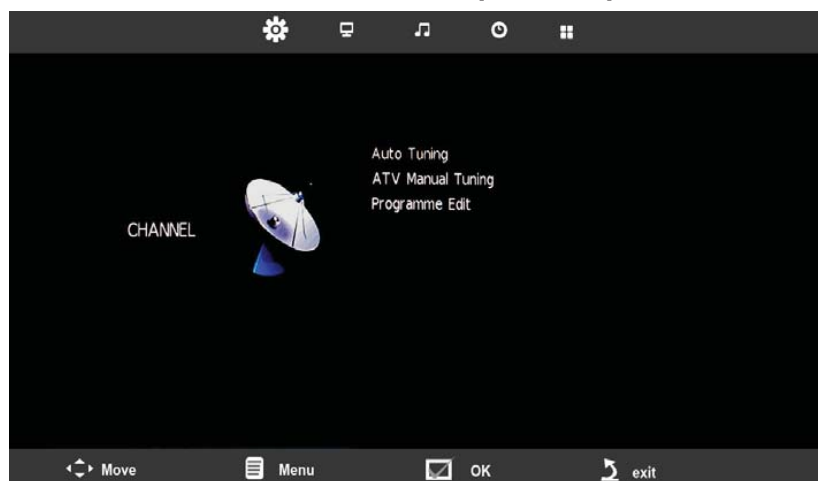 Auto Tuning
ATV Manual Tuning
Programme Edit
CHANNEL
Move
Menu
OK
exit